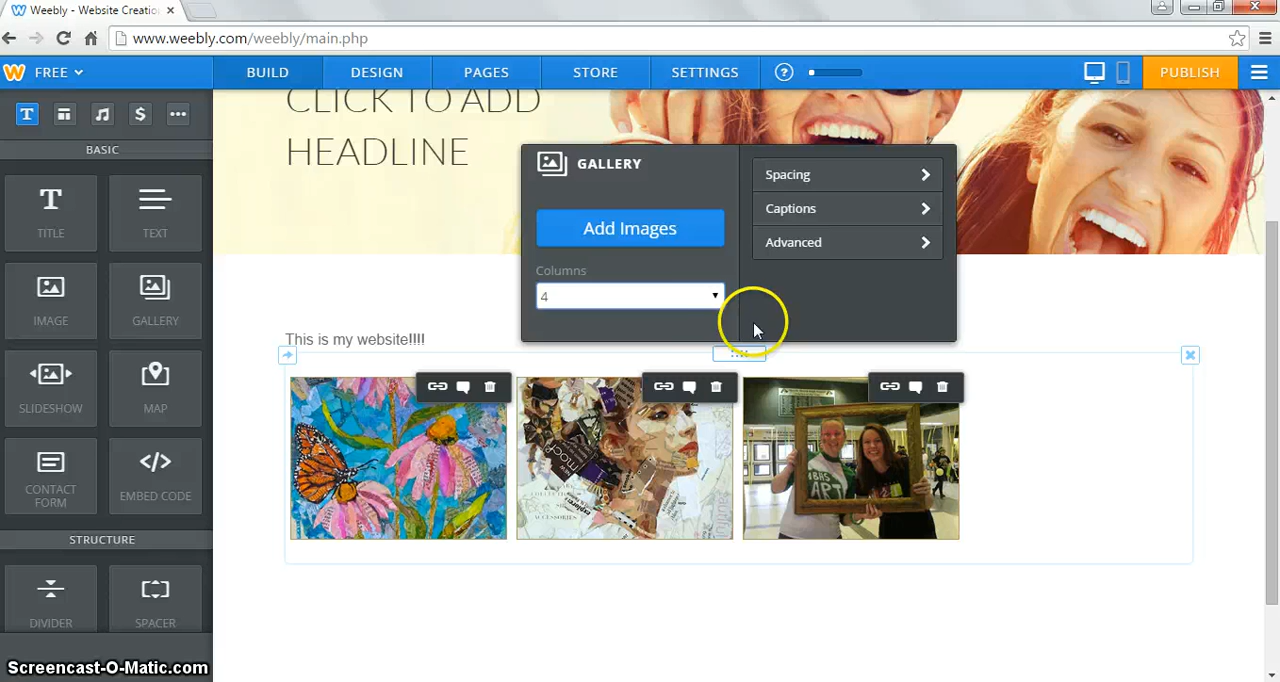 Weebly - Website Creatio
www.weebly.com/weebly/main.php
FREE
BUILD
DESIGN
PAGES
STORE
SETTINGS
?
PUBLISH
T
$
BASIC
TITLE
TEXT
IMAGE
GALLERY
SLIDESHOW
MAP
CONTACT
FORM
EMBED CODE
STRUCTURE
DIVIDER
SPACER
CLICK TO ADD
HEADLINE
GALLERY
Add Images
Columns
4
Spacing
Captions
Advanced
This is my website!!!!
Screencast-O-Matic.com